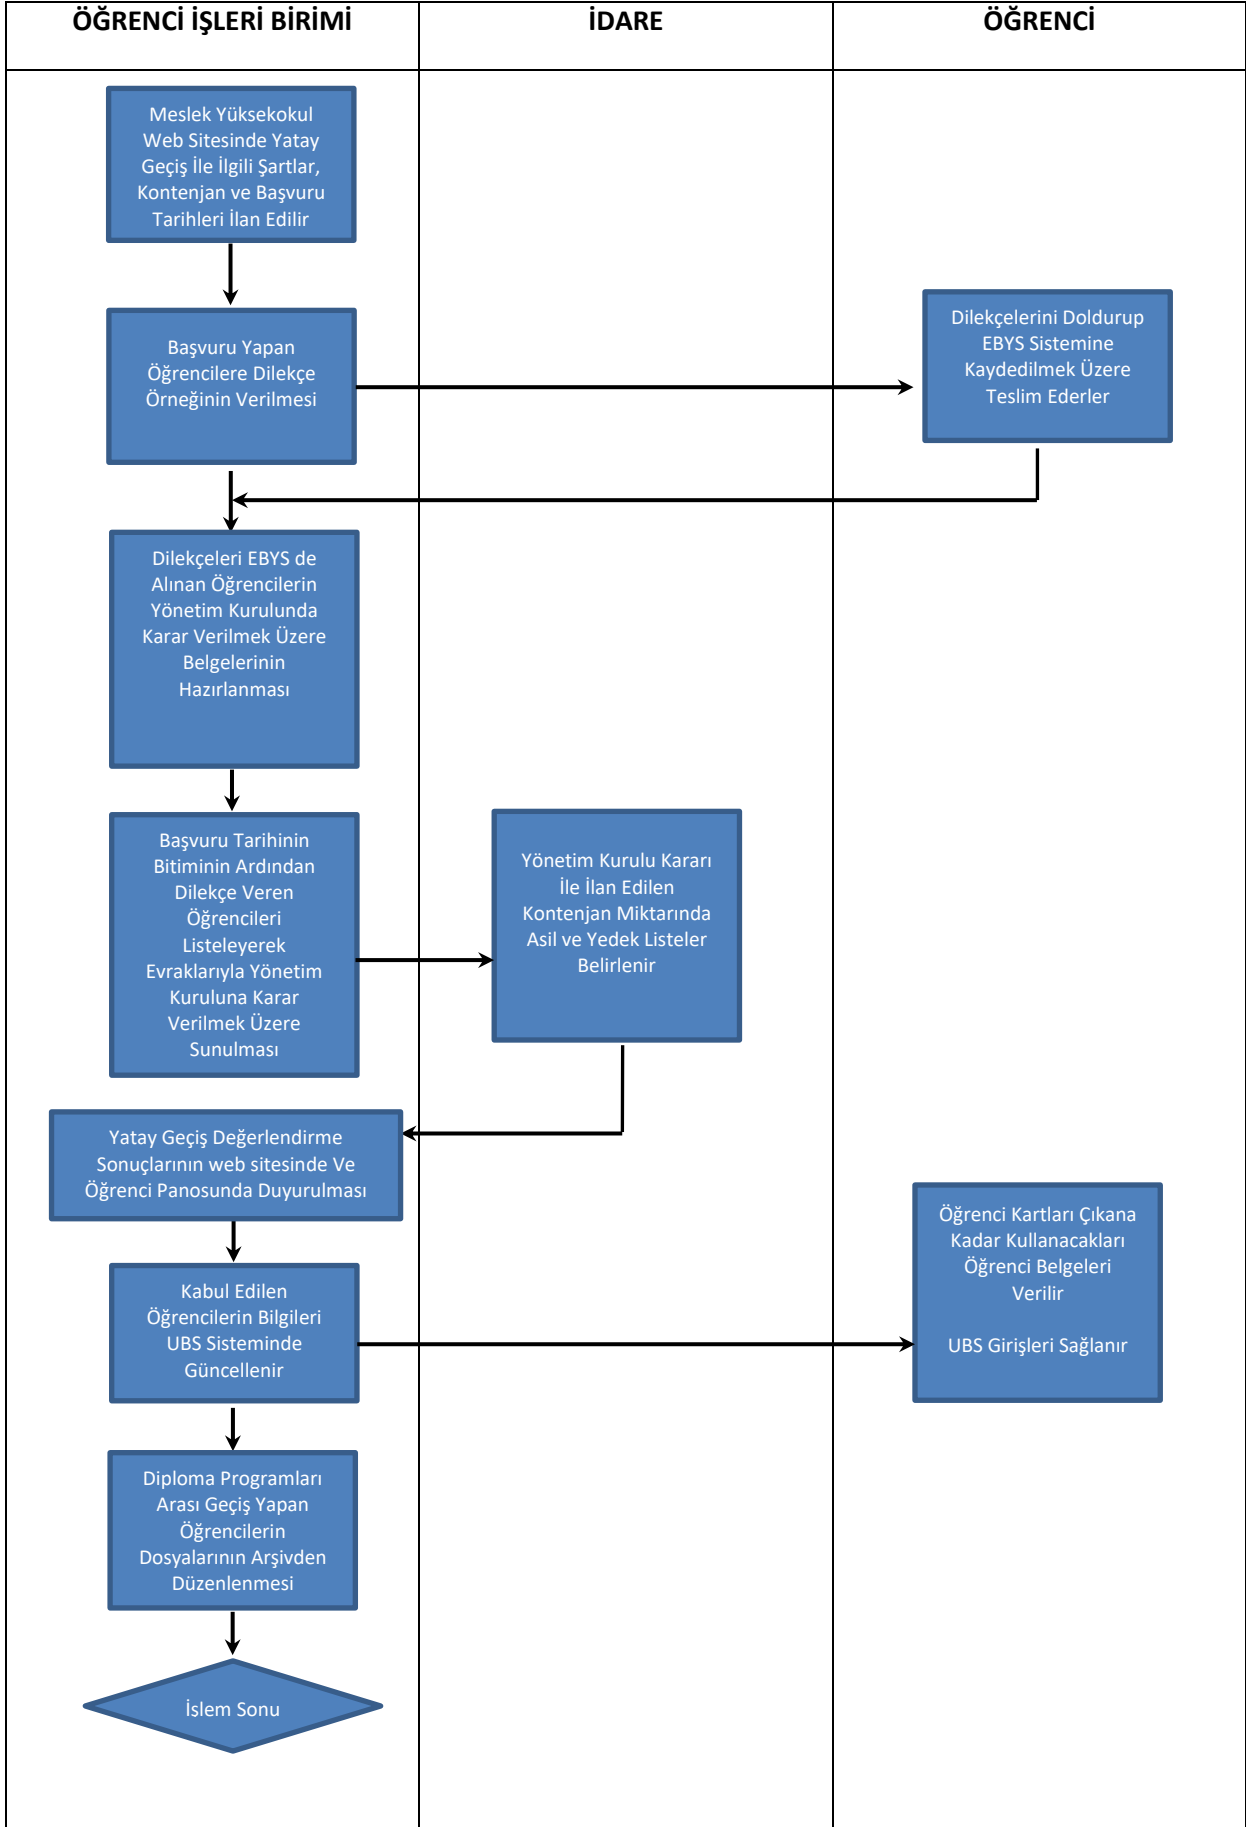 ÖĞRENCİ İŞLERİ BİRİMİ
İDARE
ÖĞRENCİ
Meslek Yüksekokul
Web Sitesinde Yatay
Geçiş İle İlgili Şartlar,
Kontenjan ve Başvuru
Tarihleri İlan Edilir
Başvuru Yapan
Öğrencilere Dilekçe
Örneğinin Verilmesi
Dilekçelerini Doldurup
EBYS Sistemine
Kaydedilmek Üzere
Teslim Ederler
Dilekçeleri EBYS de
Alınan Öğrencilerin
Yönetim Kurulunda
Karar Verilmek Üzere
Belgelerinin
Hazırlanması
Başvuru Tarihinin
Bitiminin Ardından
Dilekçe Veren
Öğrencileri
Listeleyerek
Evraklarıyla Yönetim
Kuruluna Karar
Verilmek Üzere
Sunulması
Yönetim Kurulu Kararı
İle İlan Edilen
Kontenjan Miktarında
Asil ve Yedek Listeler
Belirlenir
Yatay Geçiş Değerlendirme
Sonuçlarının web sitesinde Ve
Öğrenci Panosunda Duyurulması
Kabul Edilen
Öğrencilerin Bilgileri
UBS Sisteminde
Güncellenir
Öğrenci Kartları Çıkana
Kadar Kullanacakları
Öğrenci Belgeleri
Verilir
UBS Girişleri Sağlanır
Diploma Programları
Arası Geçiş Yapan
Öğrencilerin
Dosyalarının Arşivden
Düzenlenmesi
İşlem Sonu